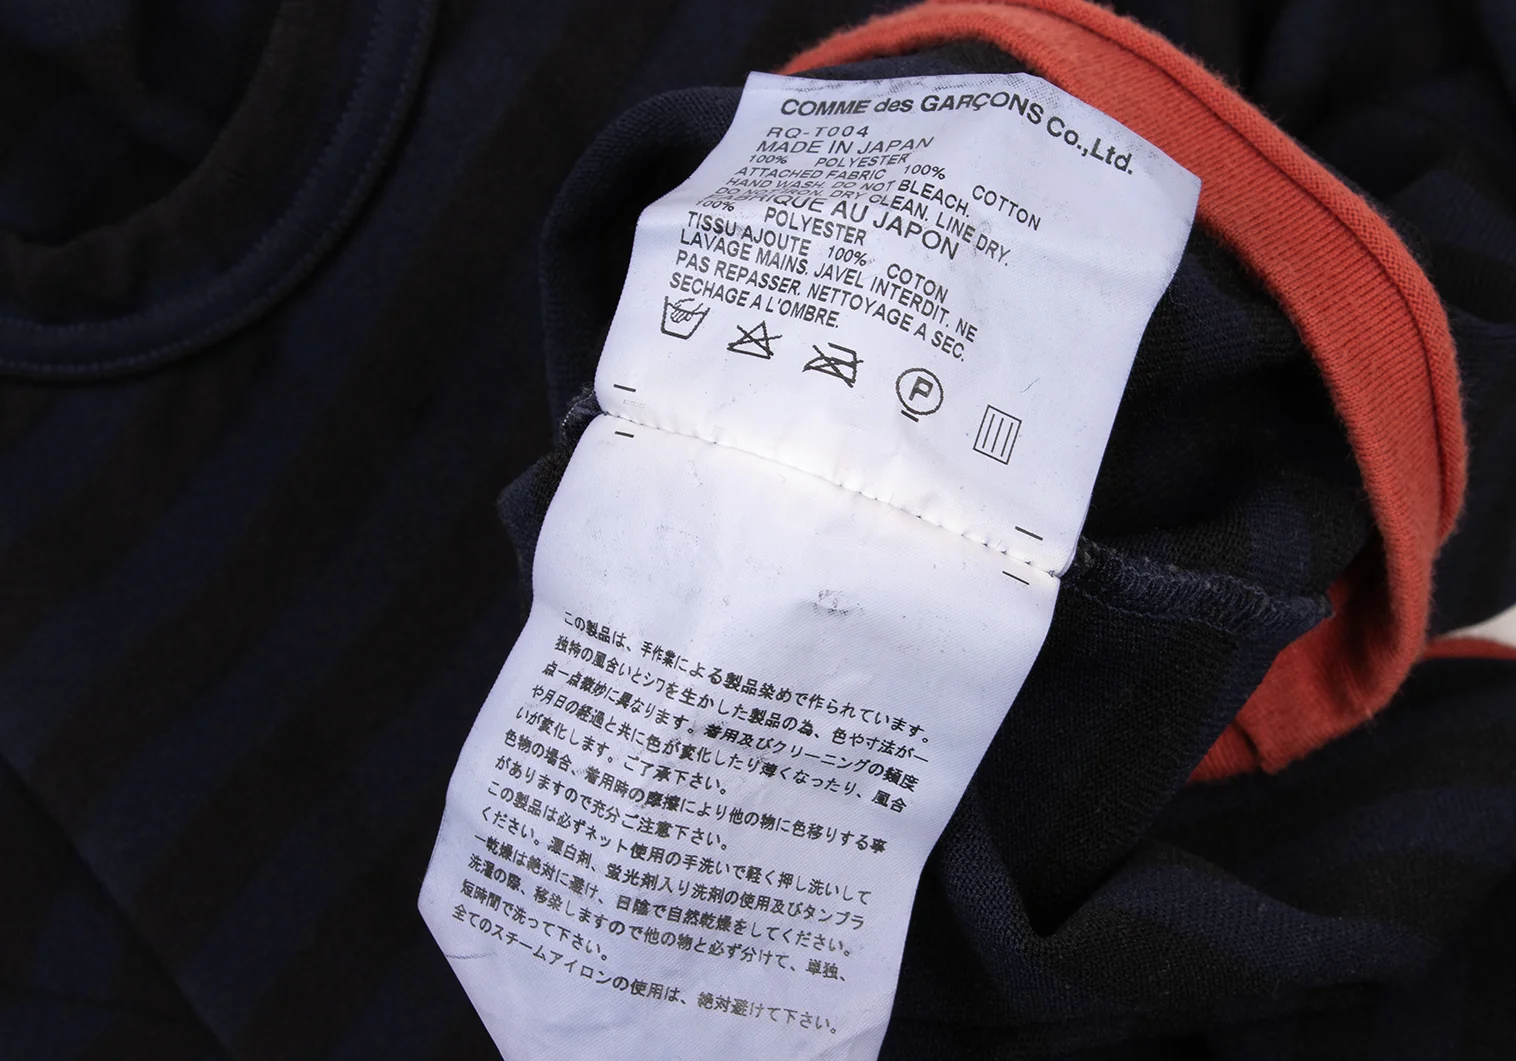 COMME des GARÇONS Co.,Ltd.
RQ-T004
MADE IN JAPAN
100% POLYESTER
ATTACHED FABRIC 100% COTTON
HAND WASH. DO NOT BLEACH.
DO NOT IRON. DRY CLEAN. LINE DRY.
FABRIQUE AU JAPON
100% POLYESTER
TISSU AJOUTE 100% COTON
LAVAGE MAINS. JAVEL INTERDIT. NE
PAS REPASSER. NETTOYAGE A SEC.
SECHAGE A L'OMBRE.
P
この製品は、手作業による製品染めで作られています。
独特の風合いとシワを生かした製品の為、色や寸法が一
点一点微妙に異なります。着用及びクリーニングの頻度
や月日の経過と共に色が変化したり薄くなったり、風合
いが変化します。ご了承下さい。
色物の場合、着用時の摩擦により他の物に色移りする事
がありますので充分ご注意下さい。
この製品は必ずネット使用の手洗いで軽く押し洗いして
ください。漂白剤、蛍光剤入り洗剤の使用及びタンブラ
ー乾燥は絶対に避け、日陰で自然乾燥をしてください。
洗濯の際、移染しますので他の物と必ず分けて、単独、
短時間で洗って下さい。
全てのスチームアイロンの使用は、絶対避けて下さい。